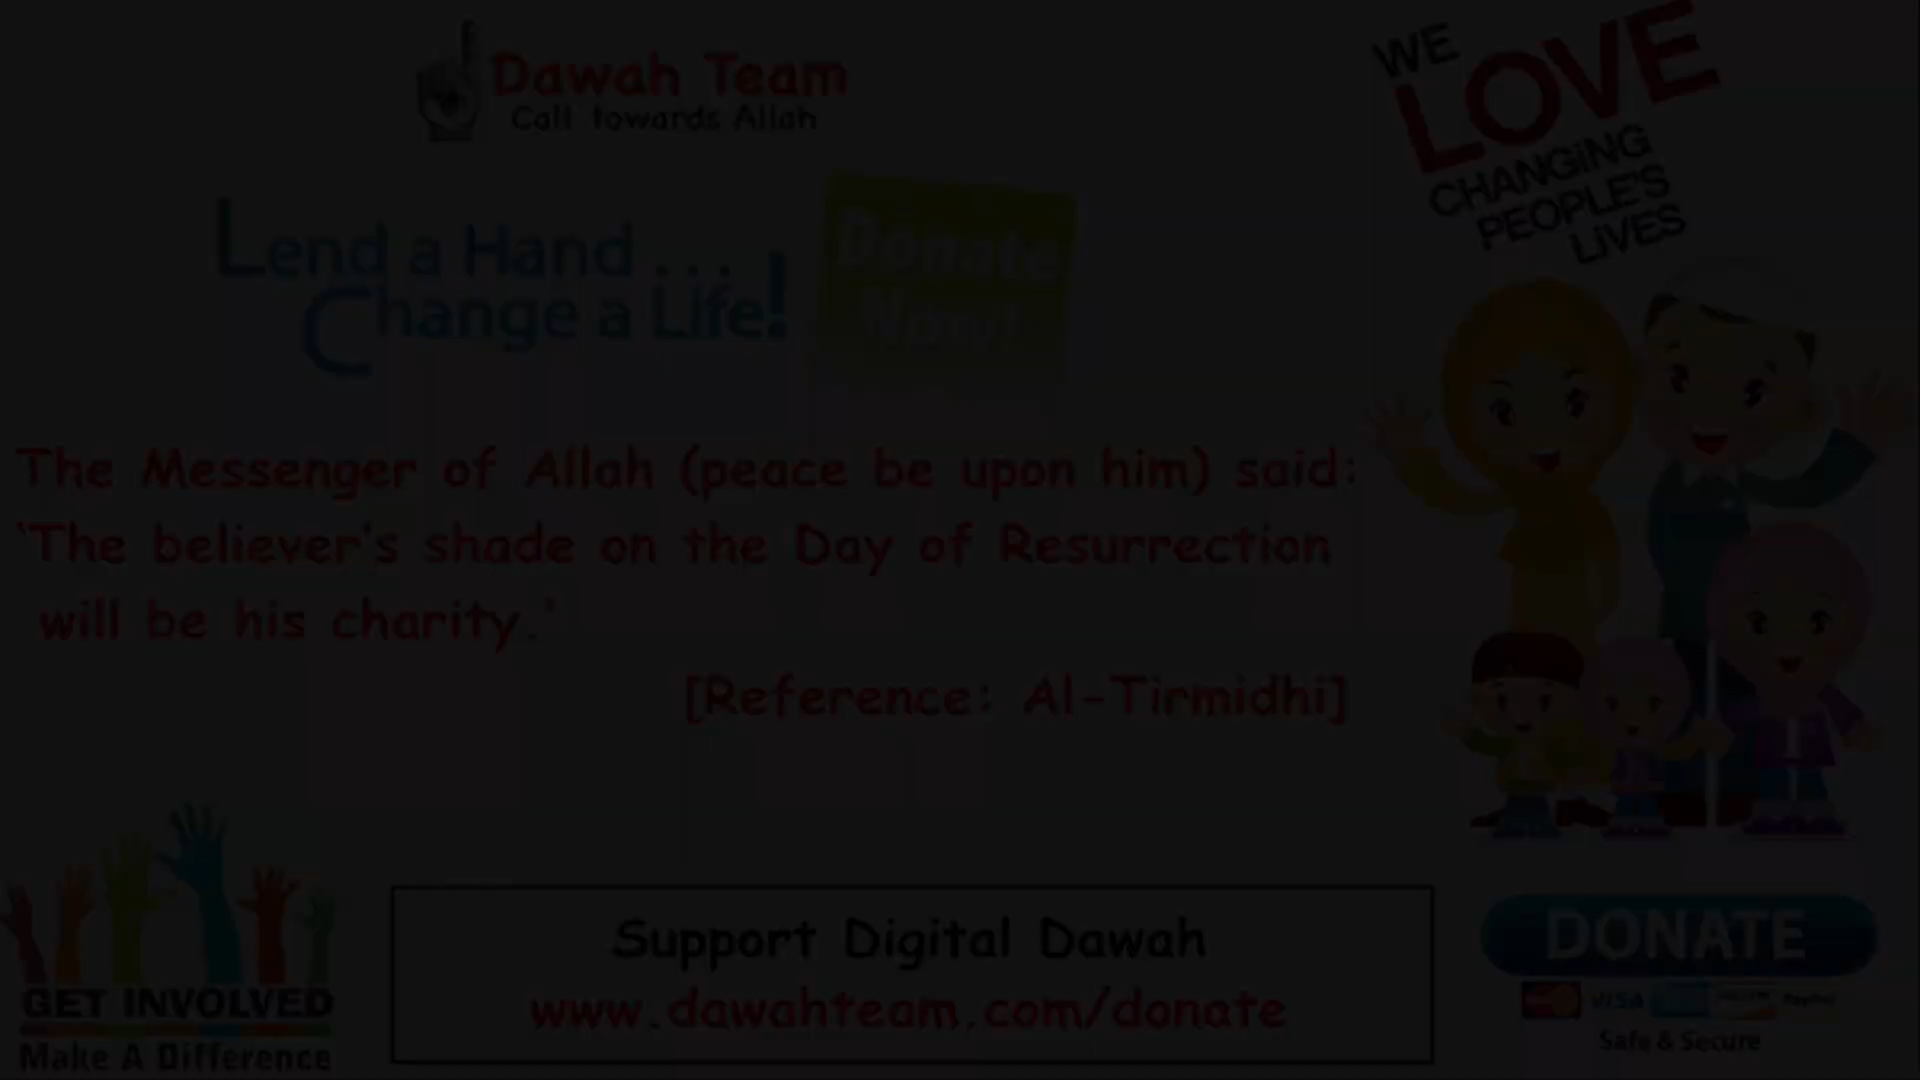 Dawah Team
Call towards Allah
Lend a Hand . . .
Change a Life!
Donate
Now!
WE
LOVE
CHANGiNG
PEOPLE'S
LiVES
The Messenger of Allah (peace be upon him) said:
'The believer's shade on the Day of Resurrection
will be his charity.'
[Reference: Al-Tirmidhi]
GET INVOLVED
Make A Difference
Support Digital Dawah
www.dawahteam.com/donate
DONATE
VISA
PayPal
Safe & Secure